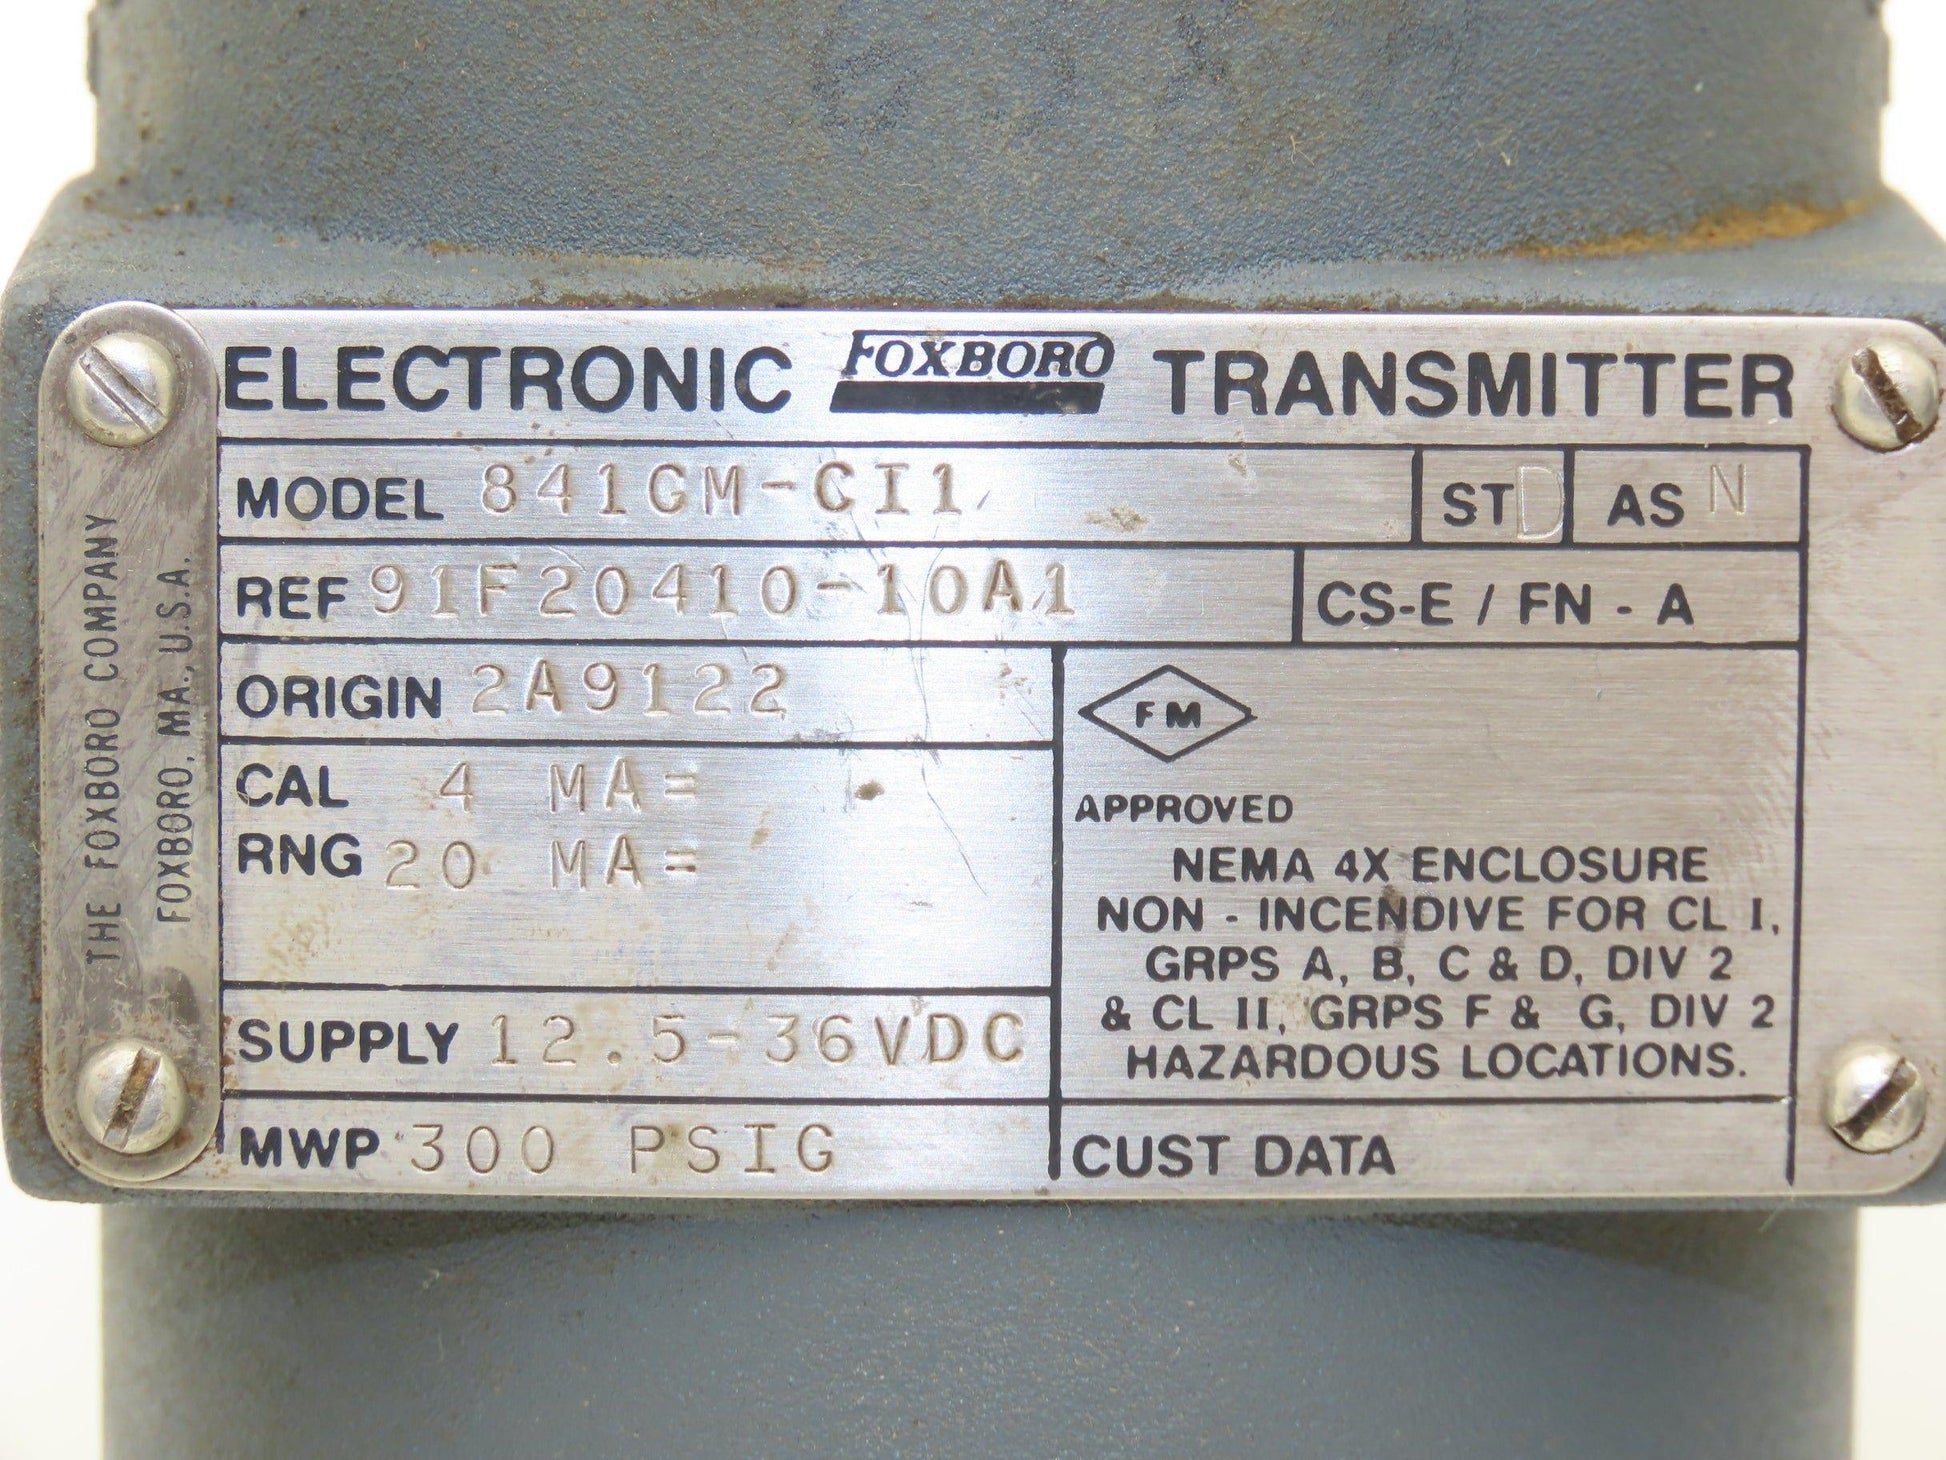 ELECTRONIC FOXBORO TRANSMITTER
MODEL 841GM-CI1 ST D AS N
REF 91F20410-10A1 CS-E / FN - A
ORIGIN 2A9122
CAL 4 MA=
RNG 20 MA=
SUPPLY 12.5-36VDC
MWP 300 PSIG
FM
APPROVED
NEMA 4X ENCLOSURE
NON - INCENDIVE FOR CL I,
GRPS A, B, C & D, DIV 2
& CL II, GRPS F & G, DIV 2
HAZARDOUS LOCATIONS.
CUST DATA
THE FOXBORO COMPANY
FOXBORO, MA., U.S.A.